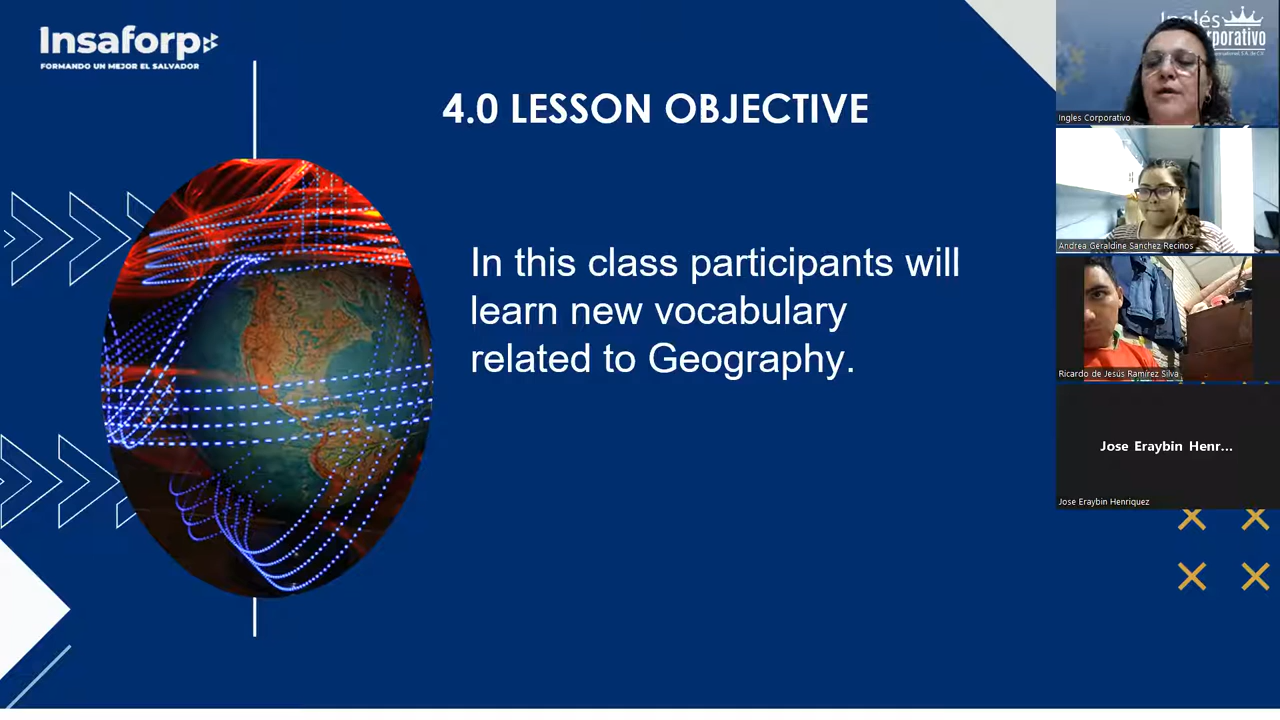 Insaforp
FORMANDO UN MEJOR EL SALVADOR
4.0 LESSON OBJECTIVE
In this class participants will
learn new vocabulary
related to Geography.
Inglés
Ingles Corporativo
Andrea Geraldine Sanchez Recinos
Ricardo de Jesús Ramírez Silva
Jose Eraybin Henr...
Jose Eraybin Henriquez